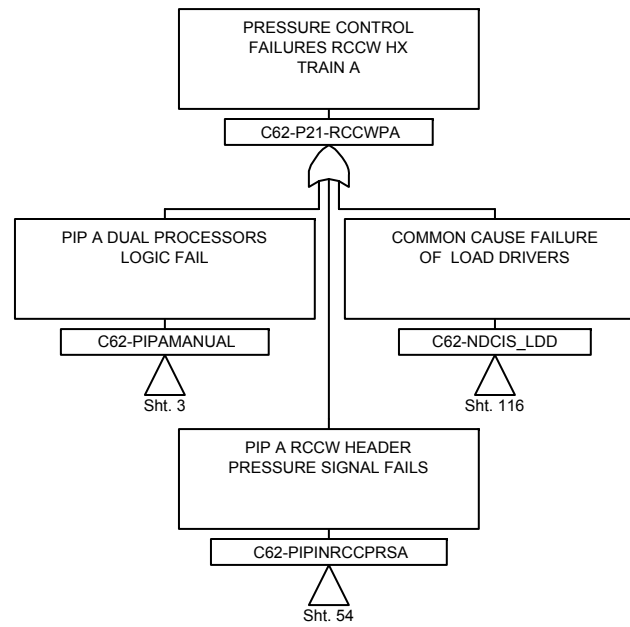 PRESSURE CONTROL
FAILURES RCCW HX
TRAIN A
C62-P21-RCCWPA
PIP A DUAL PROCESSORS
LOGIC FAIL
C62-PIPAMANUAL
Sht. 3
COMMON CAUSE FAILURE
OF LOAD DRIVERS
C62-NDCIS_LDD
Sht. 116
PIP A RCCW HEADER
PRESSURE SIGNAL FAILS
C62-PIPINRCCPRSA
Sht. 54